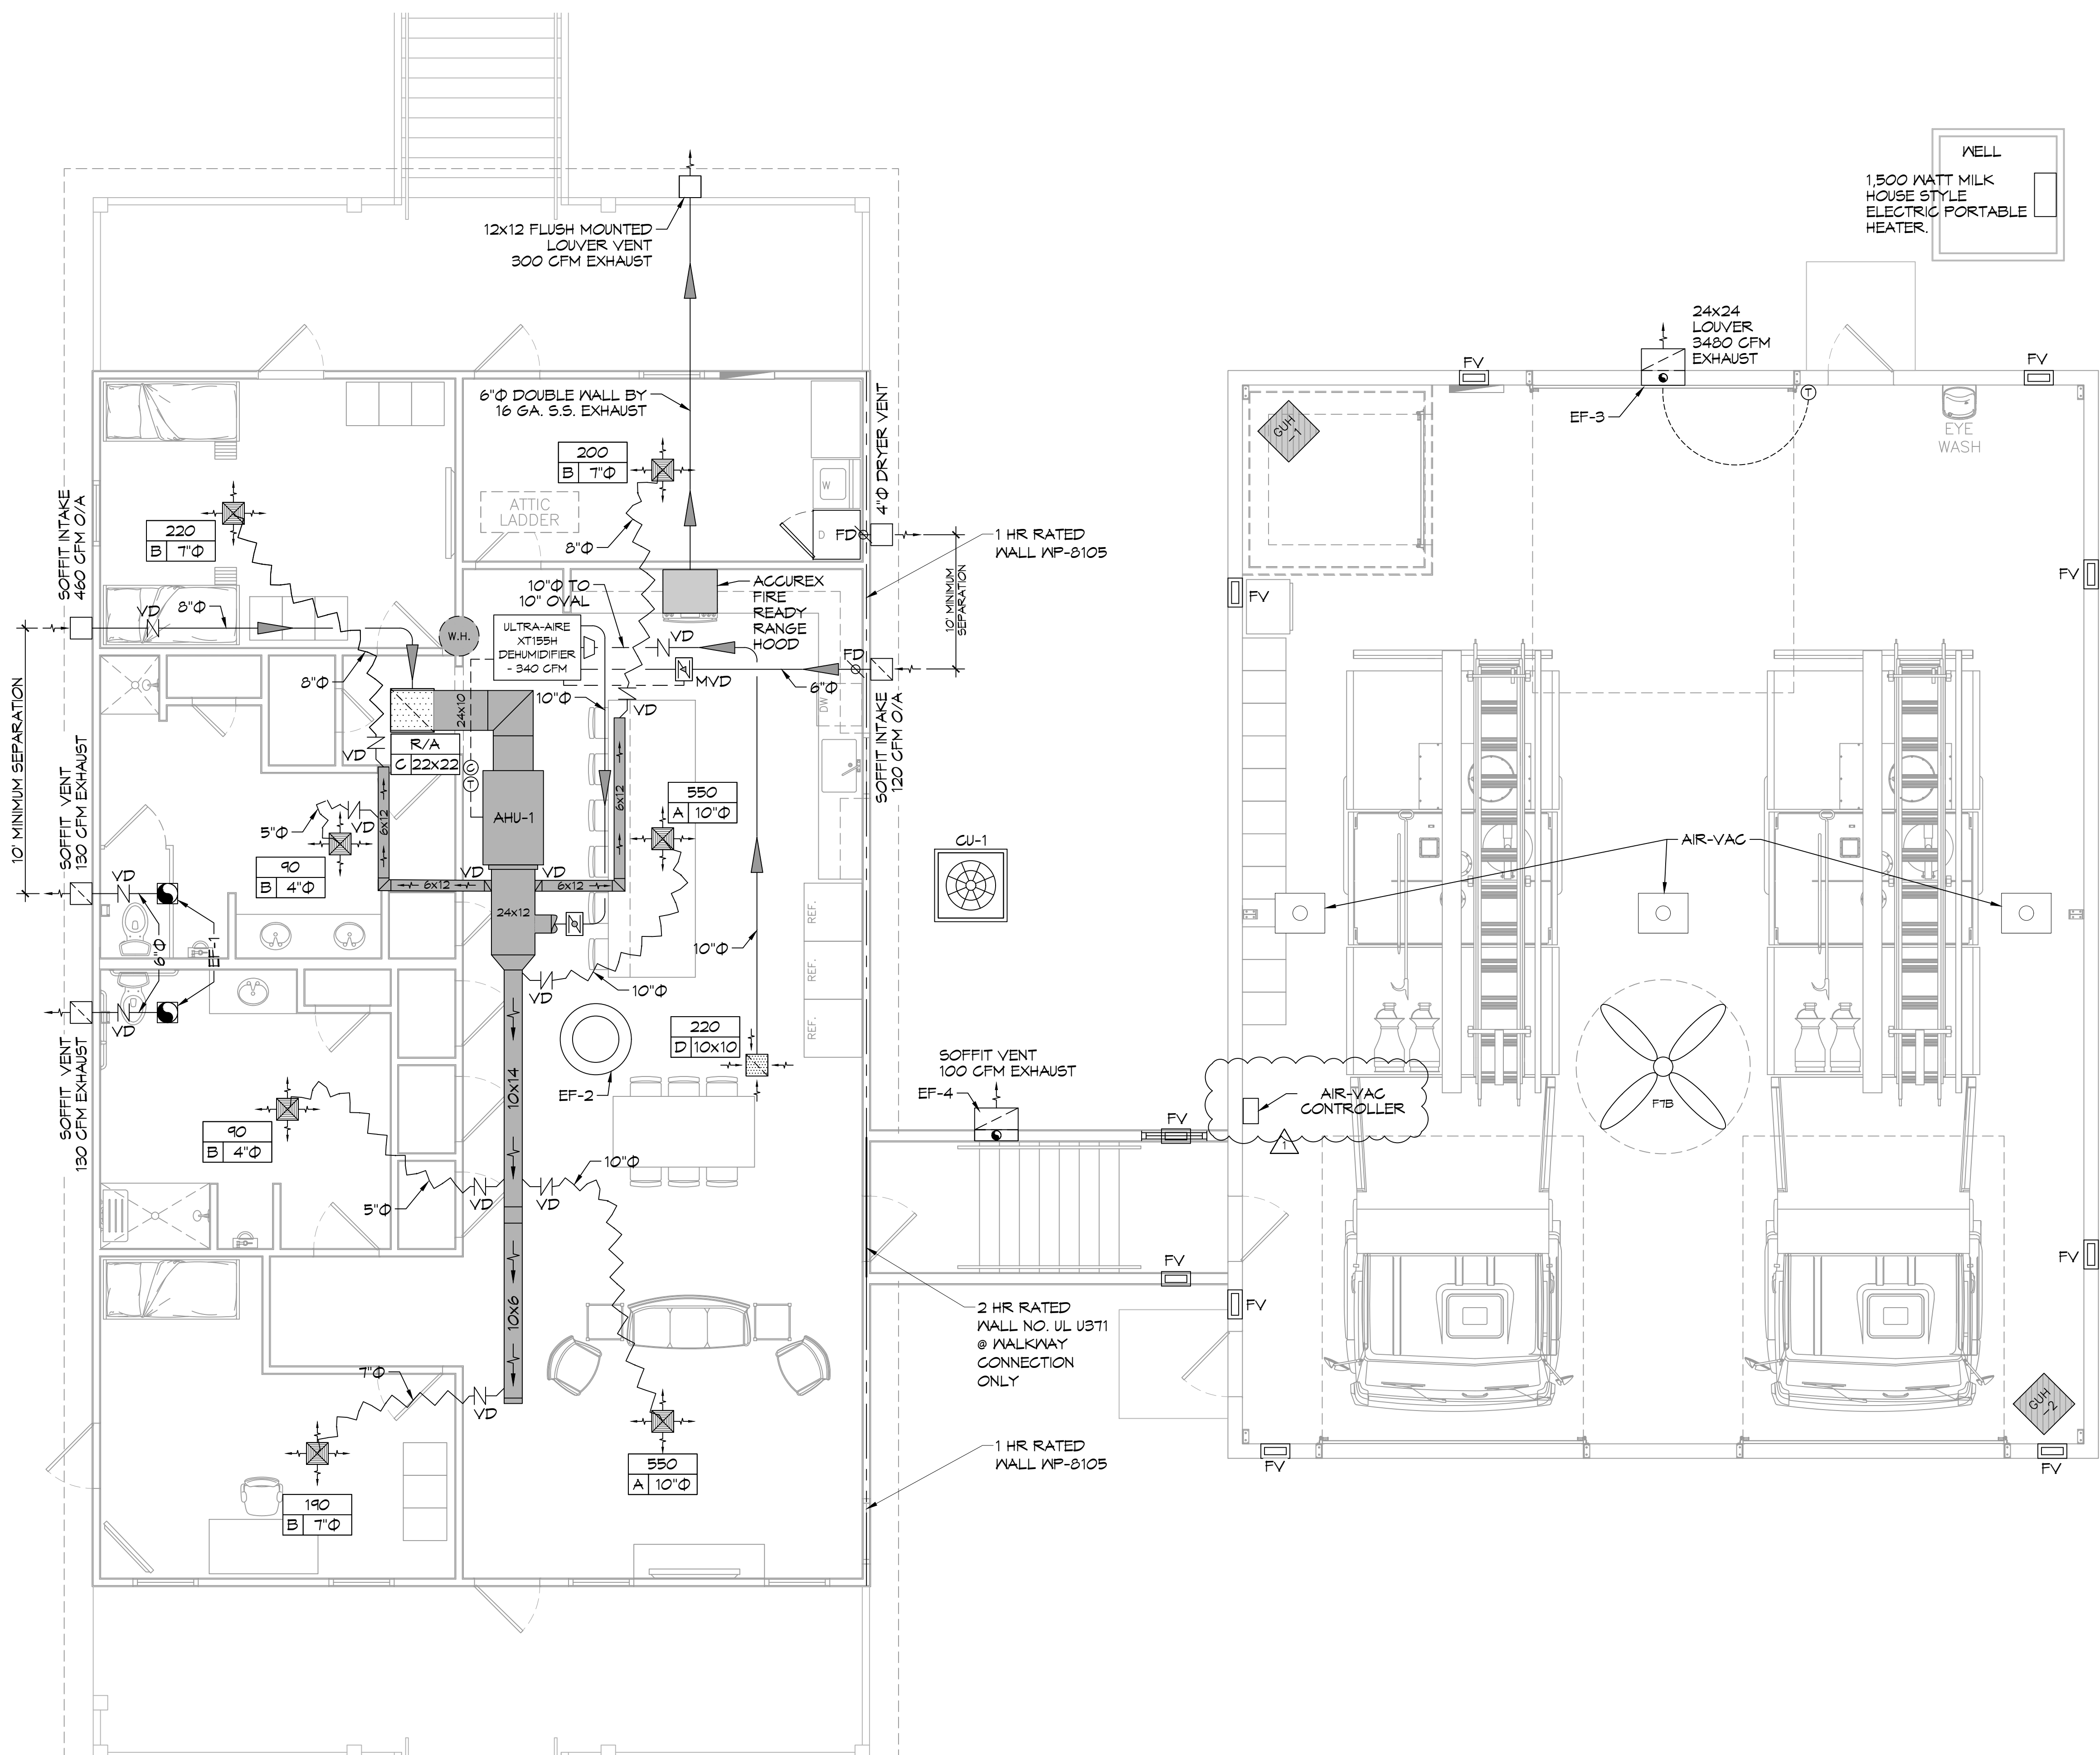 WELL
1,500 WATT MILK
HOUSE STYLE
ELECTRIC PORTABLE
HEATER.
12x12 FLUSH MOUNTED
LOUVER VENT
300 CFM EXHAUST
24x24
LOUVER
3480 CFM
EXHAUST
FV
FV
EF-3
T
EYE
WASH
GUH
-1
6"Φ DOUBLE WALL BY
16 GA. S.S. EXHAUST
200
B 7"Φ
4"Φ DRYER VENT
W
D
FD
ATTIC
LADDER
8"Φ
1 HR RATED
WALL WP-8105
10' MINIMUM
SEPARATION
SOFFIT INTAKE
460 CFM O/A
220
B 7"Φ
VD
8"Φ
10"Φ TO
10" OVAL
ACCUREX
FIRE
READY
RANGE
HOOD
FV
FV
W.H.
ULTRA-AIRE
XT155H
DEHUMIDIFIER
- 340 CFM
VD
FD
MVD
6"Φ
8"Φ
10"Φ
VD
DW
24x10
SOFFIT INTAKE
120 CFM O/A
10' MINIMUM SEPARATION
VD
R/A
C 22x22
C
T
SOFFIT VENT
130 CFM EXHAUST
6x12
6x12
550
A 10"Φ
AHU-1
5"Φ
VD
90
B 4"Φ
CU-1
AIR-VAC
VD
VD
VD
6x12
6x12
24x12
REF.
REF.
REF.
6"Φ
EF-1
10"Φ
VD
10"Φ
VD
SOFFIT VENT
130 CFM EXHAUST
EF-2
220
D 10x10
SOFFIT VENT
100 CFM EXHAUST
EF-4
FV
AIR-VAC
CONTROLLER
1
F7B
10x14
90
B 4"Φ
5"Φ
VD
VD
10"Φ
FV
FV
FV
2 HR RATED
WALL NO. UL U371
@ WALKWAY
CONNECTION
ONLY
10x6
7"Φ
VD
GUH
-2
1 HR RATED
WALL WP-8105
550
A 10"Φ
FV
FV
190
B 7"Φ